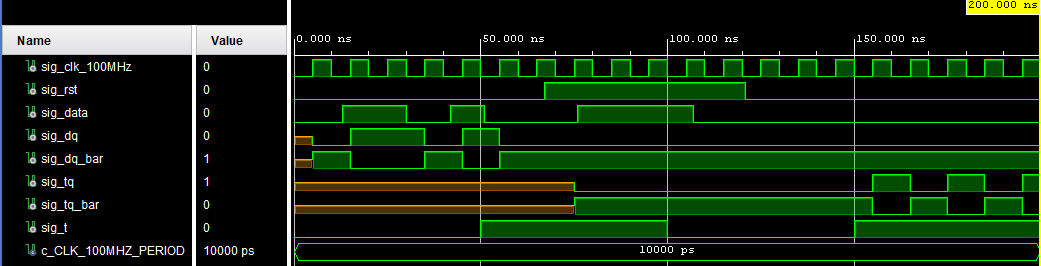 200.000 ns
Name Value
0.000 ns 50.000 ns 100.000 ns 150.000 ns
sig_clk_100MHz 0
sig_rst 0
sig_data 0
sig_dq 0
sig_dq_bar 1
sig_tq 1
sig_tq_bar 0
sig_t 0
c_CLK_100MHZ_PERIOD 10000 ps 10000 ps